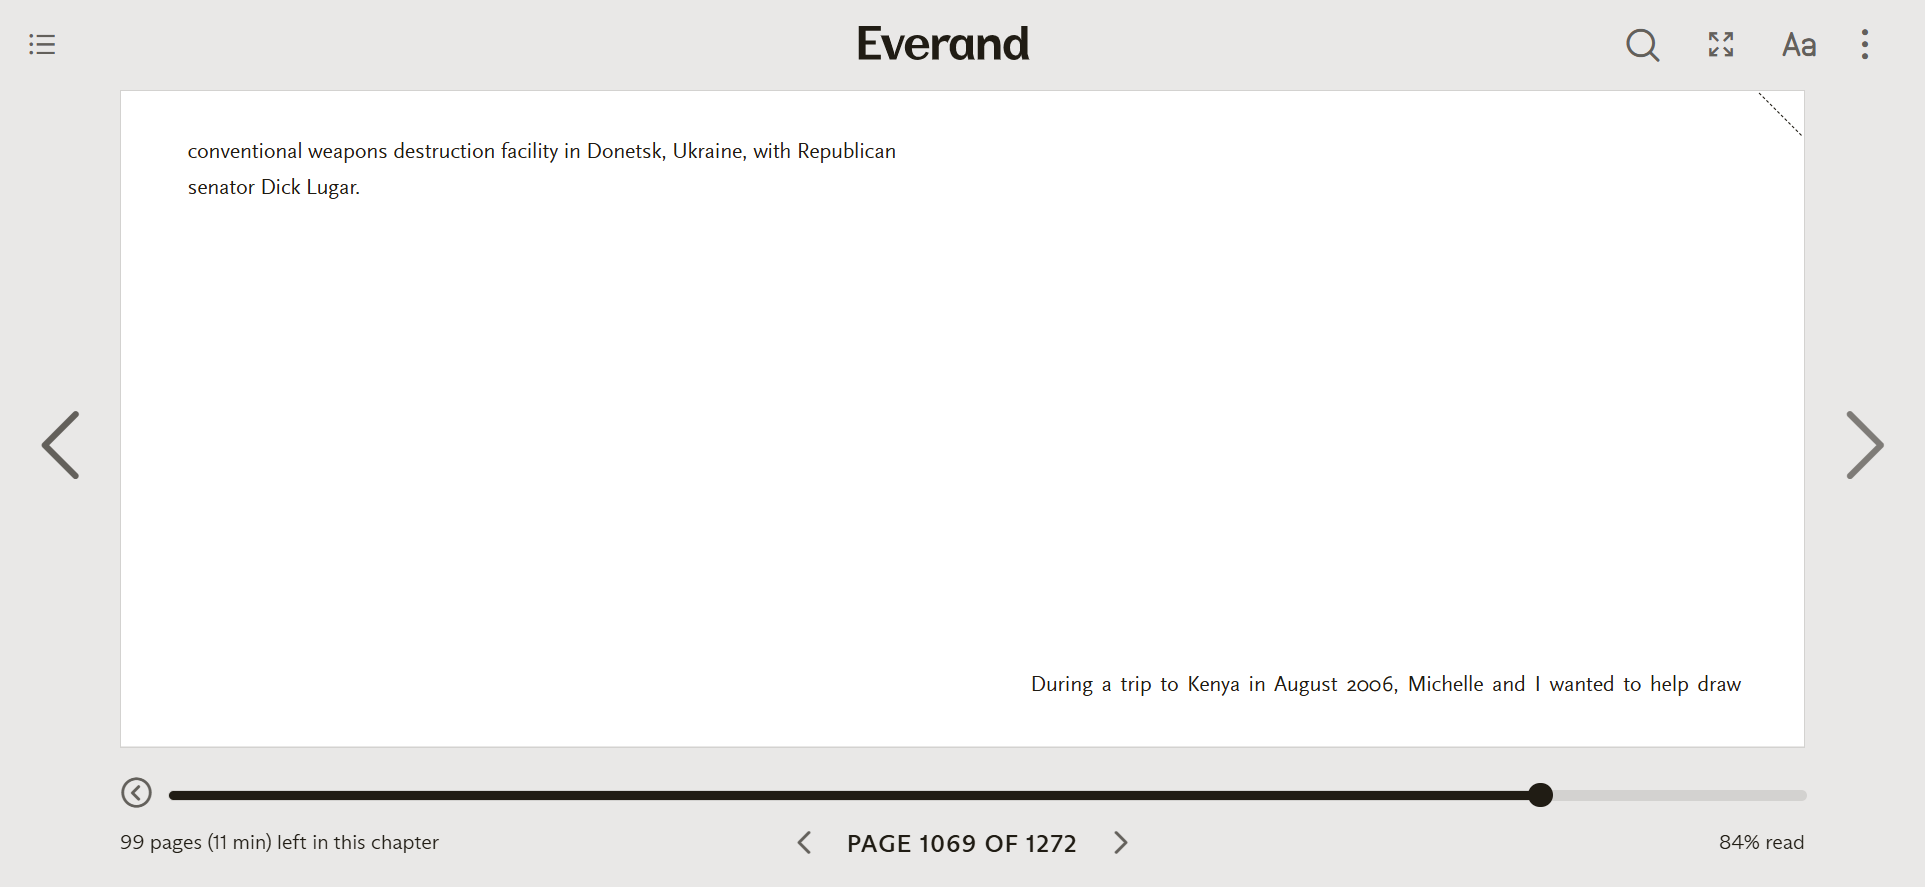 Everand
Aa
conventional weapons destruction facility in Donetsk, Ukraine, with Republican
senator Dick Lugar.
During a trip to Kenya in August 2006, Michelle and I wanted to help draw
99 pages (11 min) left in this chapter
PAGE 1069 OF 1272
84% read